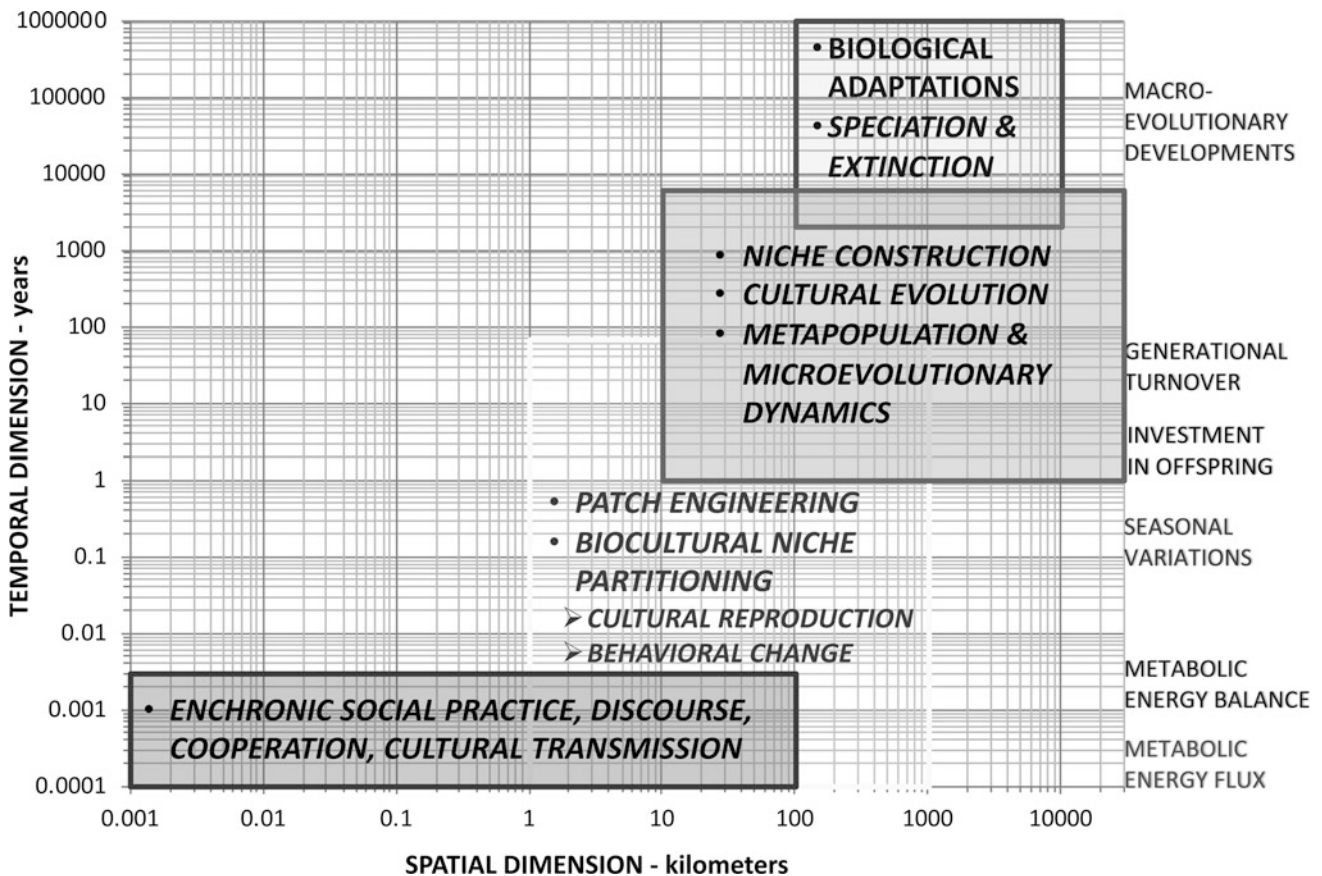 1000000
100000
10000
1000
100
10
1
0.1
0.01
0.001
0.0001
TEMPORAL DIMENSION - years
• BIOLOGICAL
ADAPTATIONS
• SPECIATION &
EXTINCTION
• NICHE CONSTRUCTION
• CULTURAL EVOLUTION
• METAPOPULATION &
MICROEVOLUTIONARY
DYNAMICS
• PATCH ENGINEERING
• BIOCULTURAL NICHE
PARTITIONING
➢ CULTURAL REPRODUCTION
➢ BEHAVIORAL CHANGE
• ENCHRONIC SOCIAL PRACTICE, DISCOURSE,
COOPERATION, CULTURAL TRANSMISSION
MACRO-
EVOLUTIONARY
DEVELOPMENTS
GENERATIONAL
TURNOVER
INVESTMENT
IN OFFSPRING
SEASONAL
VARIATIONS
METABOLIC
ENERGY BALANCE
METABOLIC
ENERGY FLUX
0.001 0.01 0.1 1 10 100 1000 10000
SPATIAL DIMENSION - kilometers